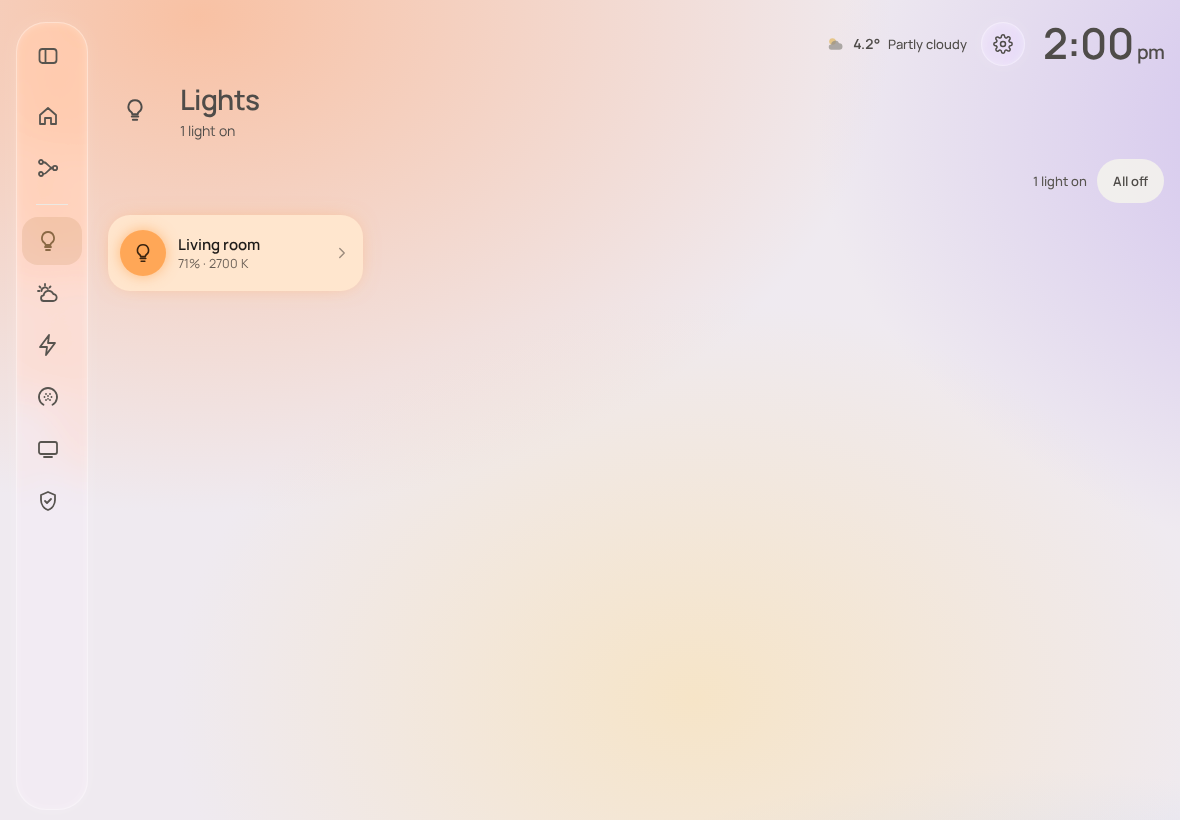 4.2° Partly cloudy
2:00 pm
Lights
1 light on
1 light on
All off
Living room
71% · 2700 K